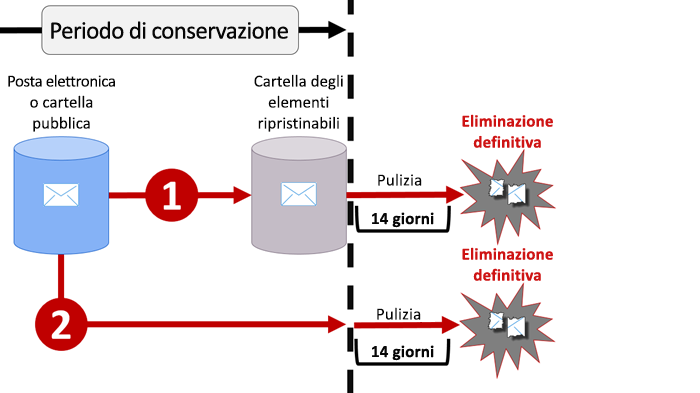 Periodo di conservazione
Posta elettronica
o cartella
pubblica
Cartella degli
elementi
ripristinabili
Eliminazione
definitiva
1
Pulizia
14 giorni
Eliminazione
definitiva
2
Pulizia
14 giorni